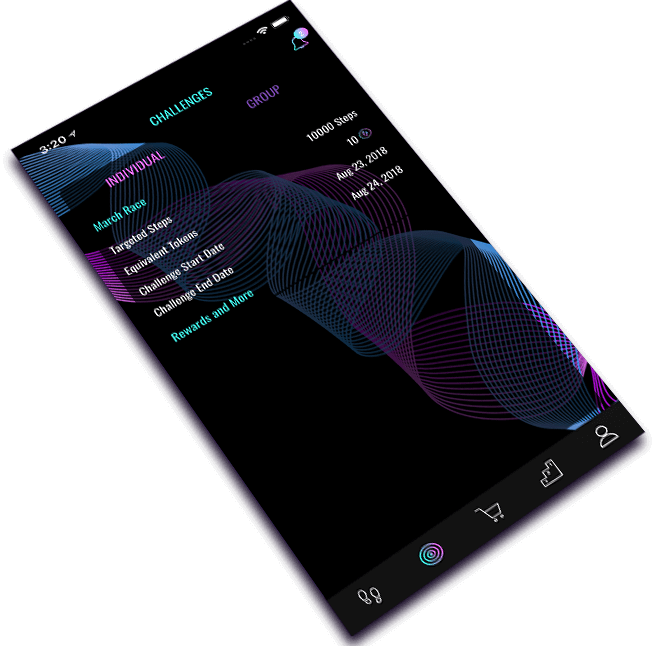 3:20
CHALLENGES
INDIVIDUAL GROUP
March Race
Targeted Steps 10000 Steps
Equivalent Tokens 10
Challenge Start Date Aug 23, 2018
Challenge End Date Aug 24, 2018
Rewards and More